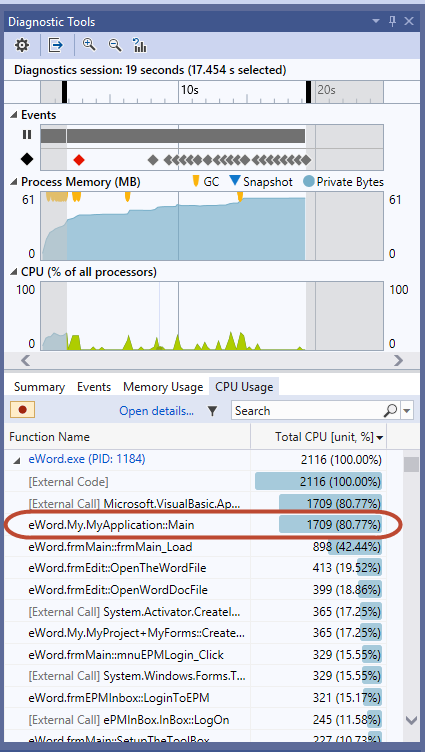 Diagnostic Tools
Diagnostics session: 19 seconds (17.454 s selected)
10s 20s
Events
Process Memory (MB) GC Snapshot Private Bytes
61 61
0 0
CPU (% of all processors)
100 100
0 0
Summary Events Memory Usage CPU Usage
Open details... Search
Function Name Total CPU [unit, %]
eWord.exe (PID: 1184) 2116 (100.00%)
[External Code] 2116 (100.00%)
[External Call] Microsoft.VisualBasic.Ap... 1709 (80.77%)
eWord.My.MyApplication::Main 1709 (80.77%)
eWord.frmMain::frmMain_Load 898 (42.44%)
eWord.frmEdit::OpenTheWordFile 413 (19.52%)
eWord.frmEdit::OpenWordDocFile 399 (18.86%)
[External Call] System.Activator.CreateI... 365 (17.25%)
eWord.My.MyProject+MyForms::Create... 365 (17.25%)
eWord.frmMain::mnuEPMLogin_Click 329 (15.55%)
[External Call] System.Windows.Forms.T... 329 (15.55%)
eWord.frmEPMInbox::LoginToEPM 321 (15.17%)
[External Call] ePMInBox.InBox::LogOn 245 (11.58%)
eWord.frmMain::SetupTheToolBox 227 (10.73%)